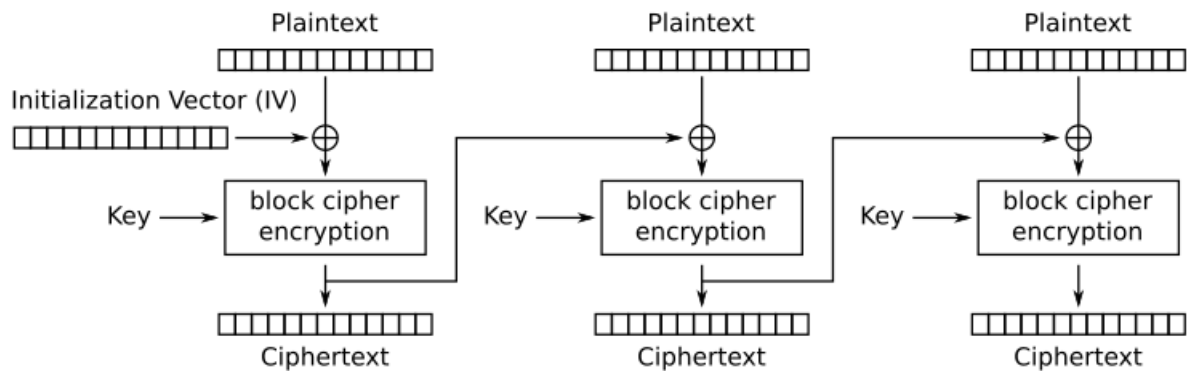 Plaintext
Plaintext
Plaintext
Initialization Vector (IV)
Key
block cipher
encryption
Key
block cipher
encryption
Key
block cipher
encryption
Ciphertext
Ciphertext
Ciphertext